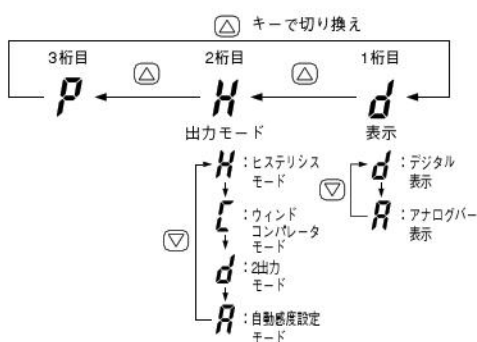 △ キーで切り換え
3桁目 2桁目 1桁目
△ △
P H d
出力モード 表示
H :ヒステリシス
モード
C :ウィンド
コンパレータ
モード
d :2出力
モード
A :自動感度設定
モード
▽
d :デジタル
表示
A :アナログバー
表示
▽